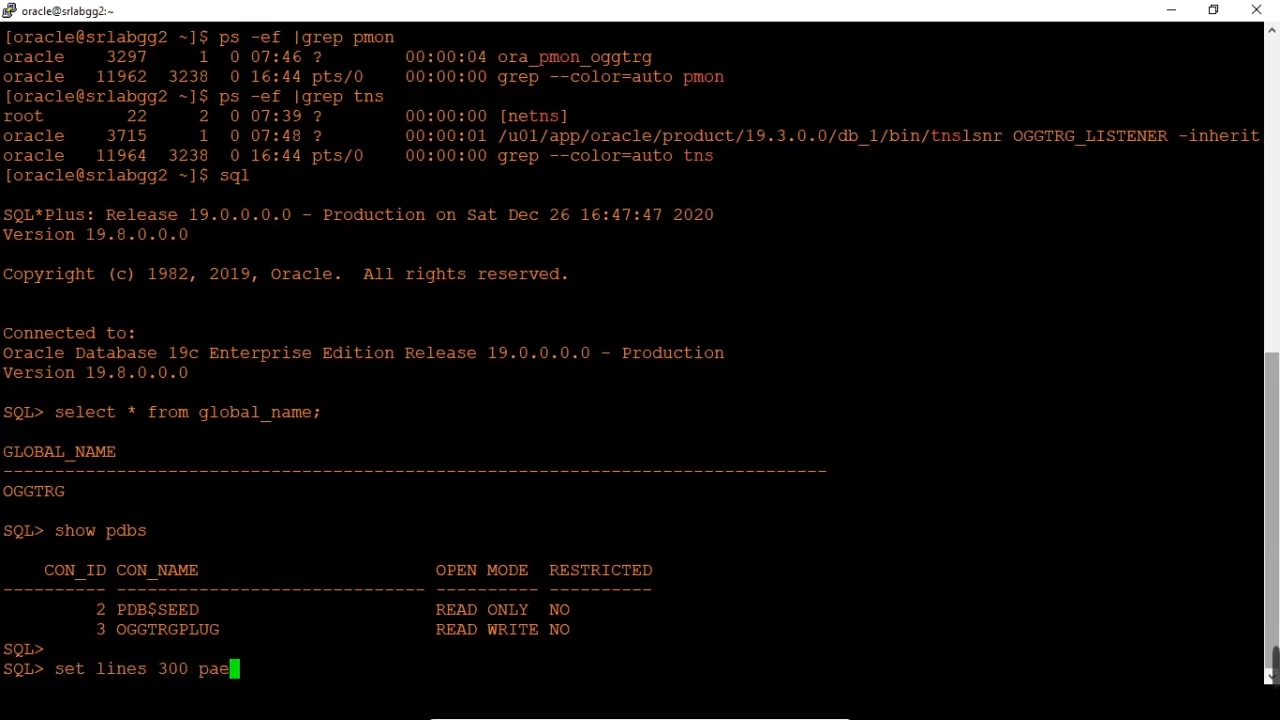 oracle@srlabgg2:~
[oracle@srlabgg2 ~]$ ps -ef |grep pmon
oracle    3297     1  0 07:46 ?        00:00:04 ora_pmon_oggtrg
oracle   11962  3238  0 16:44 pts/0    00:00:00 grep --color=auto pmon
[oracle@srlabgg2 ~]$ ps -ef |grep tns
root        22     2  0 07:39 ?        00:00:00 [netns]
oracle    3715     1  0 07:48 ?        00:00:01 /u01/app/oracle/product/19.3.0.0/db_1/bin/tnslsnr OGGTRG_LISTENER -inherit
oracle   11964  3238  0 16:44 pts/0    00:00:00 grep --color=auto tns
[oracle@srlabgg2 ~]$ sql
SQL*Plus: Release 19.0.0.0.0 - Production on Sat Dec 26 16:47:47 2020
Version 19.8.0.0.0
Copyright (c) 1982, 2019, Oracle.  All rights reserved.
Connected to:
Oracle Database 19c Enterprise Edition Release 19.0.0.0.0 - Production
Version 19.8.0.0.0
SQL> select * from global_name;
GLOBAL_NAME
--------------------------------------------------------------------------------
OGGTRG
SQL> show pdbs
    CON_ID CON_NAME                       OPEN MODE  RESTRICTED
---------- ------------------------------ ---------- ----------
         2 PDB$SEED                       READ ONLY  NO
         3 OGGTRGPLUG                     READ WRITE NO
SQL>
SQL> set lines 300 pae